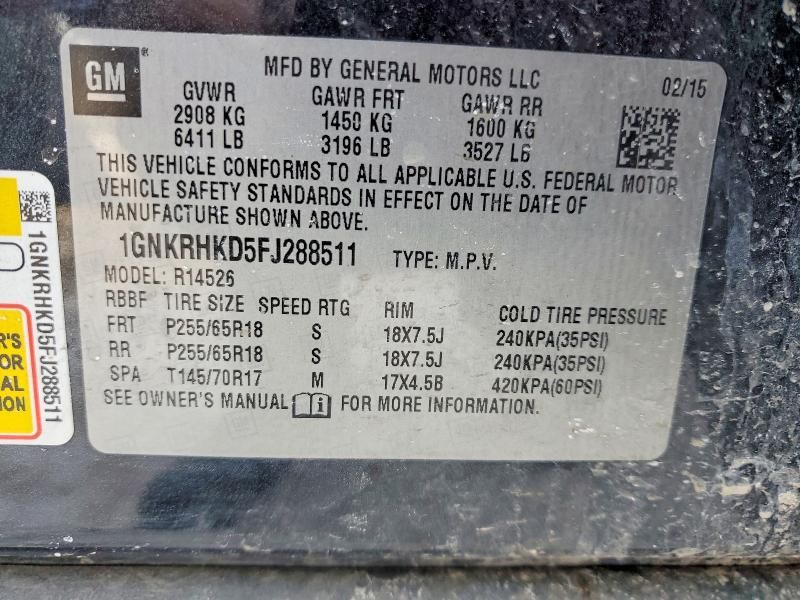 GM
MFD BY GENERAL MOTORS LLC
02/15
GVWR GAWR FRT GAWR RR
2908 KG 1450 KG 1600 KG
6411 LB 3196 LB 3527 LB
THIS VEHICLE CONFORMS TO ALL APPLICABLE U.S. FEDERAL MOTOR
VEHICLE SAFETY STANDARDS IN EFFECT ON THE DATE OF
MANUFACTURE SHOWN ABOVE.
1GNKRHKD5FJ288511 TYPE: M.P.V.
MODEL: R14526
RBBF TIRE SIZE SPEED RTG RIM COLD TIRE PRESSURE
FRT P255/65R18 S 18X7.5J 240KPA(35PSI)
RR P255/65R18 S 18X7.5J 240KPA(35PSI)
SPA T145/70R17 M 17X4.5B 420KPA(60PSI)
SEE OWNER'S MANUAL FOR MORE INFORMATION.
1GNKRHKD5FJ288511